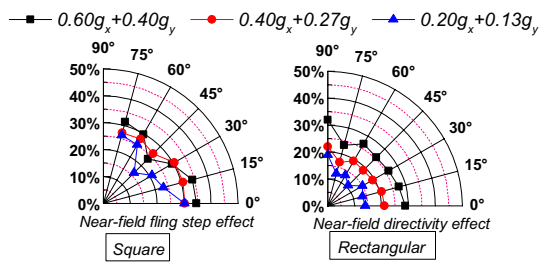 0.60gx+0.40gy 0.40gx+0.27gy 0.20gx+0.13gy
90° 90°
75° 75°
60° 60°
50% 50%
45° 45°
40% 40%
30° 30°
30% 30%
20% 20%
15° 15°
10% 10%
0% 0° 0% 0°
Near-field fling step effect Near-field directivity effect
Square Rectangular